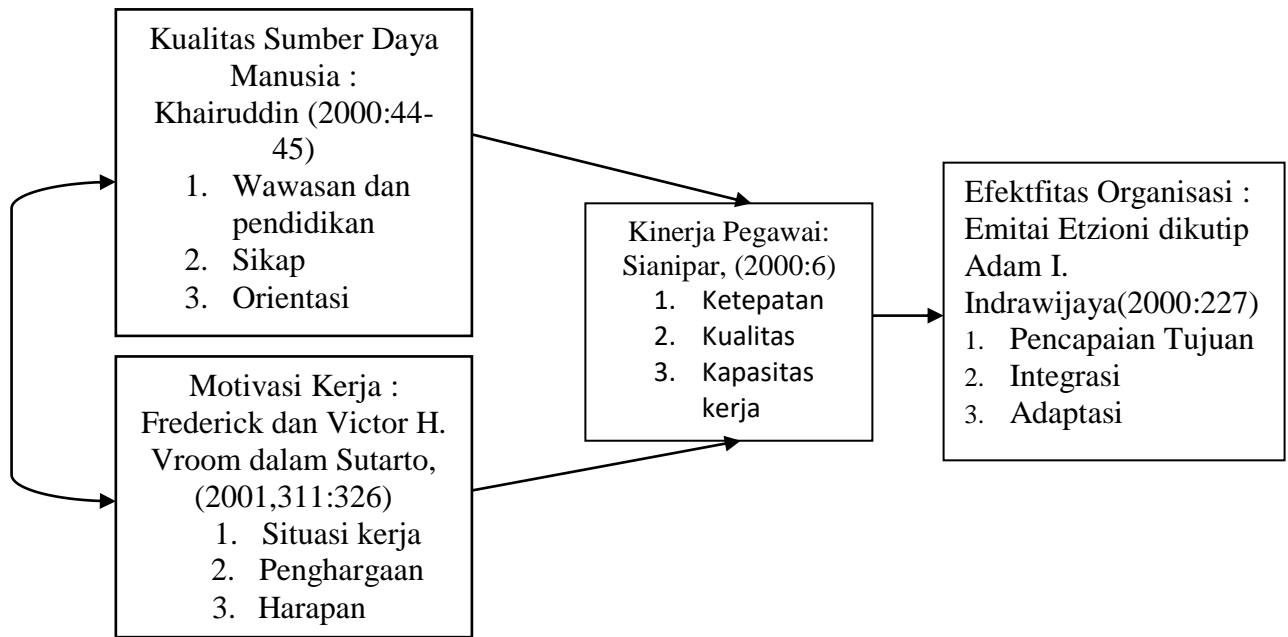 Kualitas Sumber Daya
Manusia :
Khairuddin (2000:44-
45)
1. Wawasan dan
pendidikan
2. Sikap
3. Orientasi
Motivasi Kerja :
Frederick dan Victor H.
Vroom dalam Sutarto,
(2001,311:326)
1. Situasi kerja
2. Penghargaan
3. Harapan
Kinerja Pegawai:
Sianipar, (2000:6)
1. Ketepatan
2. Kualitas
3. Kapasitas
kerja
Efektfitas Organisasi :
Emitai Etzioni dikutip
Adam I.
Indrawijaya(2000:227)
1. Pencapaian Tujuan
2. Integrasi
3. Adaptasi